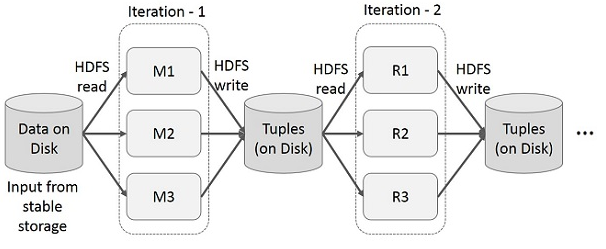 Iteration - 1
Iteration - 2
HDFS
read
M1
HDFS
write
HDFS
read
R1
HDFS
write
Data on
Disk
M2
Tuples
(on Disk)
R2
Tuples
(on Disk)
...
Input from
stable
storage
M3
R3